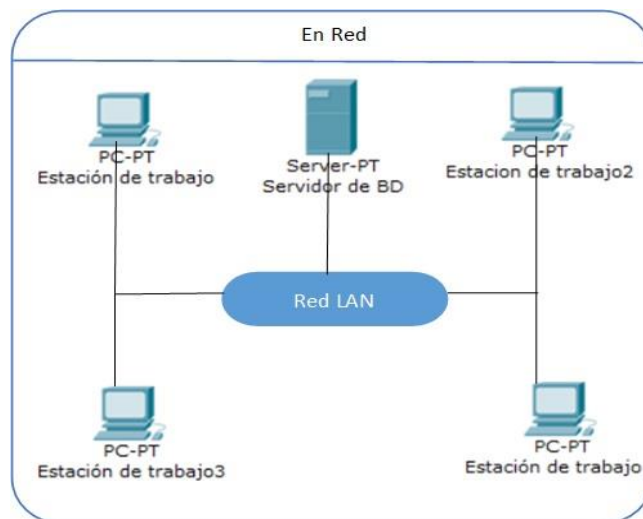 En Red
PC-PT
Estación de trabajo
Server-PT
Servidor de BD
PC-PT
Estacion de trabajo2
Red LAN
PC-PT
Estación de trabajo3
PC-PT
Estación de trabajo